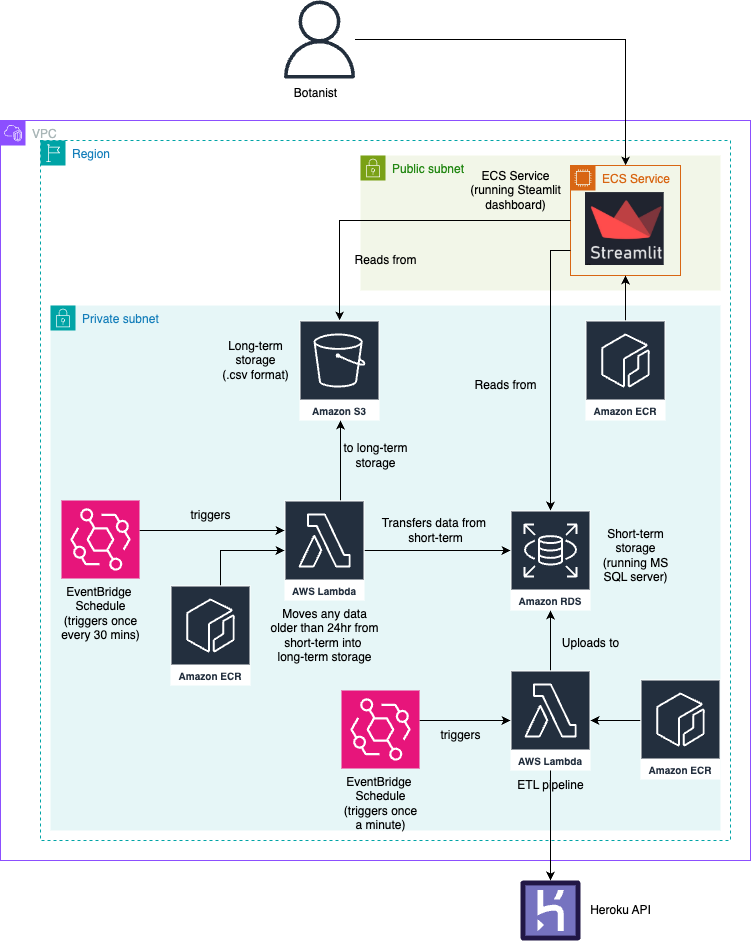 Botanist
VPC
Region
Public subnet
ECS Service
(running Steamlit
dashboard)
ECS Service
Streamlit
Reads from
Private subnet
Long-term
storage
(.csv format)
Amazon S3
Reads from
Amazon ECR
to long-term
storage
triggers
Transfers data from
short-term
Short-term
storage
(running MS
SQL server)
EventBridge
Schedule
(triggers once
every 30 mins)
AWS Lambda
Amazon RDS
Moves any data
older than 24hr from
short-term into
long-term storage
Amazon ECR
Uploads to
triggers
AWS Lambda
Amazon ECR
EventBridge
Schedule
(triggers once
a minute)
ETL pipeline
Heroku API